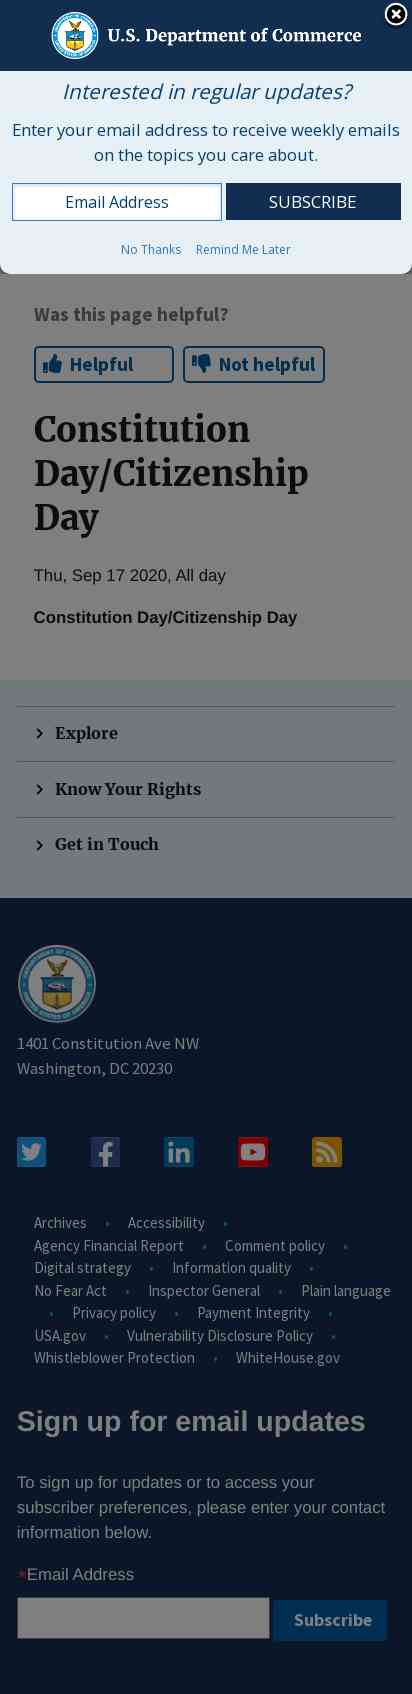 U.S. Department of Commerce
Interested in regular updates?
Enter your email address to receive weekly emails
on the topics you care about.
Email Address
SUBSCRIBE
No Thanks Remind Me Later
Was this page helpful?
Helpful
Not helpful
Constitution
Day/Citizenship
Day
Thu, Sep 17 2020, All day
Constitution Day/Citizenship Day
Explore
Know Your Rights
Get in Touch
1401 Constitution Ave NW
Washington, DC 20230
Archives • Accessibility •
Agency Financial Report • Comment policy •
Digital strategy • Information quality •
No Fear Act • Inspector General • Plain language
• Privacy policy • Payment Integrity •
USA.gov • Vulnerability Disclosure Policy •
Whistleblower Protection • WhiteHouse.gov
Sign up for email updates
To sign up for updates or to access your
subscriber preferences, please enter your contact
information below.
*Email Address
Subscribe